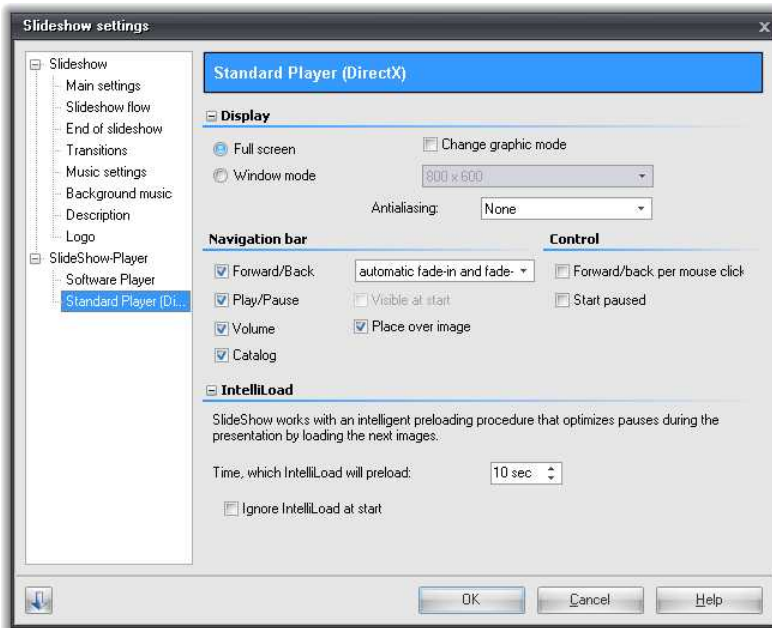 Slideshow settings
Slideshow
Main settings
Slideshow flow
End of slideshow
Transitions
Music settings
Background music
Description
Logo
SlideShow-Player
Software Player
Standard Player (Di...
Standard Player (DirectX)
Display
Full screen
Change graphic mode
Window mode
800 x 600
Antialiasing:
None
Navigation bar
Forward/Back
automatic fade-in and fade-
Play/Pause
Visible at start
Volume
Place over image
Catalog
Control
Forward/back per mouse click
Start paused
IntelliLoad
SlideShow works with an intelligent preloading procedure that optimizes pauses during the
presentation by loading the next images.
Time, which IntelliLoad will preload:
10 sec
Ignore IntelliLoad at start
OK
Cancel
Help